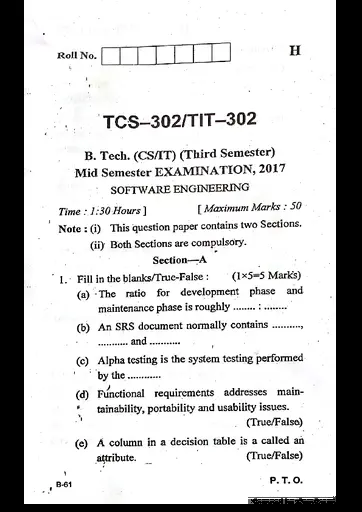 Roll No.
H
TCS–302/TIT–302
B. Tech. (CS/IT) (Third Semester)
Mid Semester EXAMINATION, 2017
SOFTWARE ENGINEERING
Time : 1:30 Hours ] [ Maximum Marks : 50
Note : (i) This question paper contains two Sections.
(ii) Both Sections are compulsory.
Section—A
1. Fill in the blanks/True-False : (1×5=5 Marks)
(a) The ratio for development phase and
maintenance phase is roughly ........ : ........
(b) An SRS document normally contains ..........,
........... and ...........
(c) Alpha testing is the system testing performed
by the ............
(d) Functional requirements addresses main-
tainability, portability and usability issues.
(True/False)
(e) A column in a decision table is a called an
attribute. (True/False)
B-61 P. T. O.